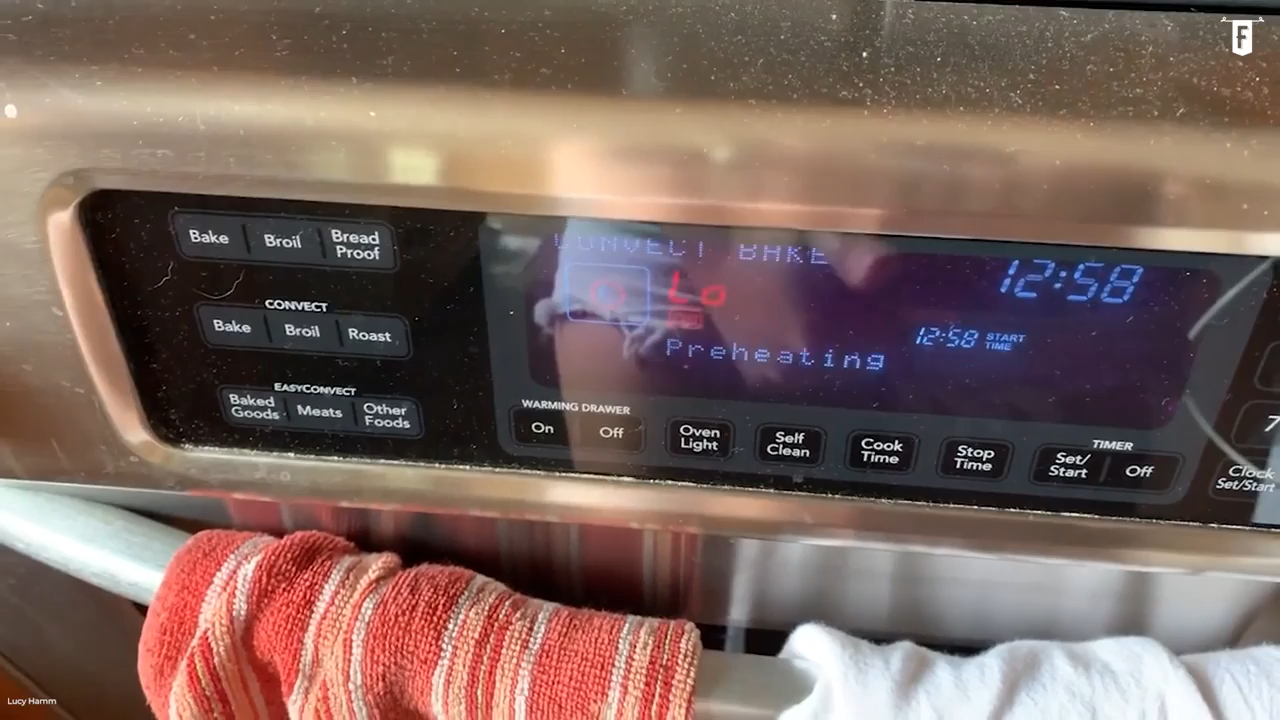 F
Bake Broil Bread Proof
CONVECT
Bake Broil Roast
EASYCONVECT
Baked Goods Meats Other Foods
CONVECT BAKE
Lo
12:58
12:58 START TIME
Preheating
WARMING DRAWER
On Off
Oven Light
Self Clean
Cook Time
Stop Time
TIMER
Set/Start Off
7
Clock Set/Start
Lucy Hamm